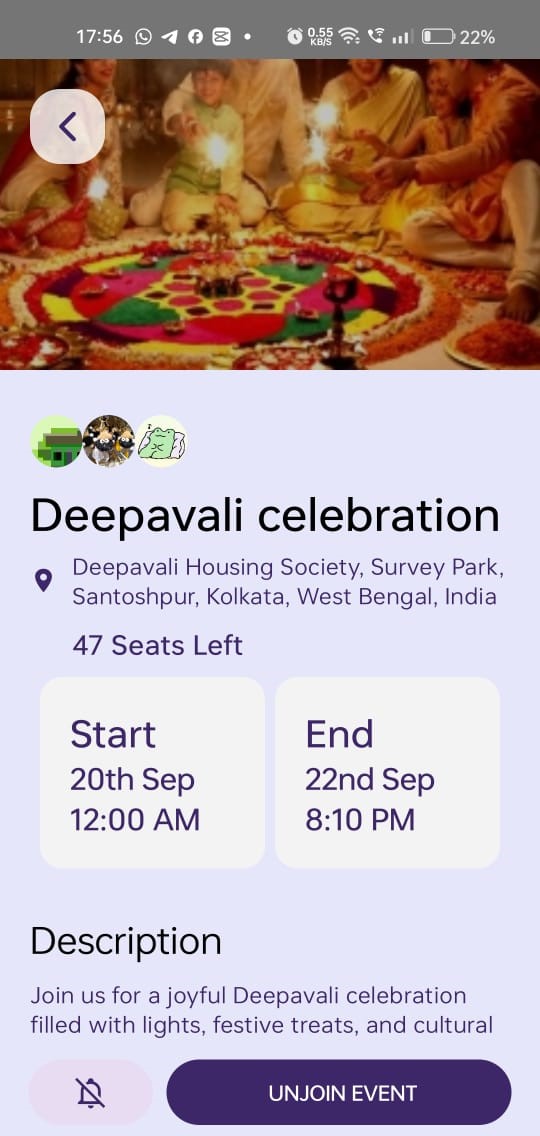 17:56 0.55 KB/S 22%
Deepavali celebration
Deepavali Housing Society, Survey Park,
Santoshpur, Kolkata, West Bengal, India
47 Seats Left
Start
20th Sep
12:00 AM
End
22nd Sep
8:10 PM
Description
Join us for a joyful Deepavali celebration
filled with lights, festive treats, and cultural
UNJOIN EVENT